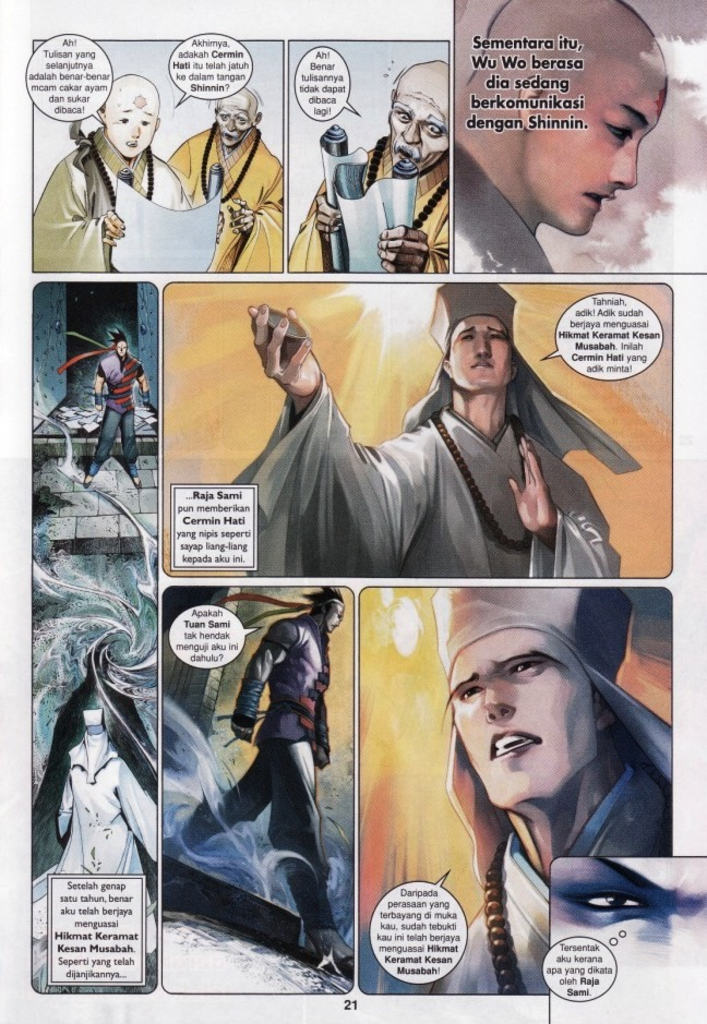 Ah!
Tulisan yang
selanjutnya
adalah benar-benar
mcam cakar ayam
dan sukar
dibaca!
Akhirnya,
adakah Cermin
Hati itu telah jatuh
ke dalam tangan
Shinnin?
Ah!
Benar
tulisannya
tidak dapat
dibaca
lagi!
Sementara itu,
Wu Wo berasa
dia sedang
berkomunikasi
dengan Shinnin.
Tahniah,
adik! Adik sudah
berjaya menguasai
Hikmat Keramat Kesan
Musabah. Inilah
Cermin Hati yang
adik minta!
...Raja Sami
pun memberikan
Cermin Hati
yang nipis seperti
sayap liang-liang
kepada aku ini.
Setelah genap
satu tahun, benar
aku telah berjaya
menguasai
Hikmat Keramat
Kesan Musabah.
Seperti yang telah
dijanjikannya...
Apakah
Tuan Sami
tak hendak
menguji aku ini
dahulu?
Daripada
perasaan yang
terbayang di muka
kau, sudah tebukti
kau ini telah berjaya
menguasai Hikmat
Keramat Kesan
Musabah!
Tersentak
aku kerana
apa yang dikata
oleh Raja
Sami.
21